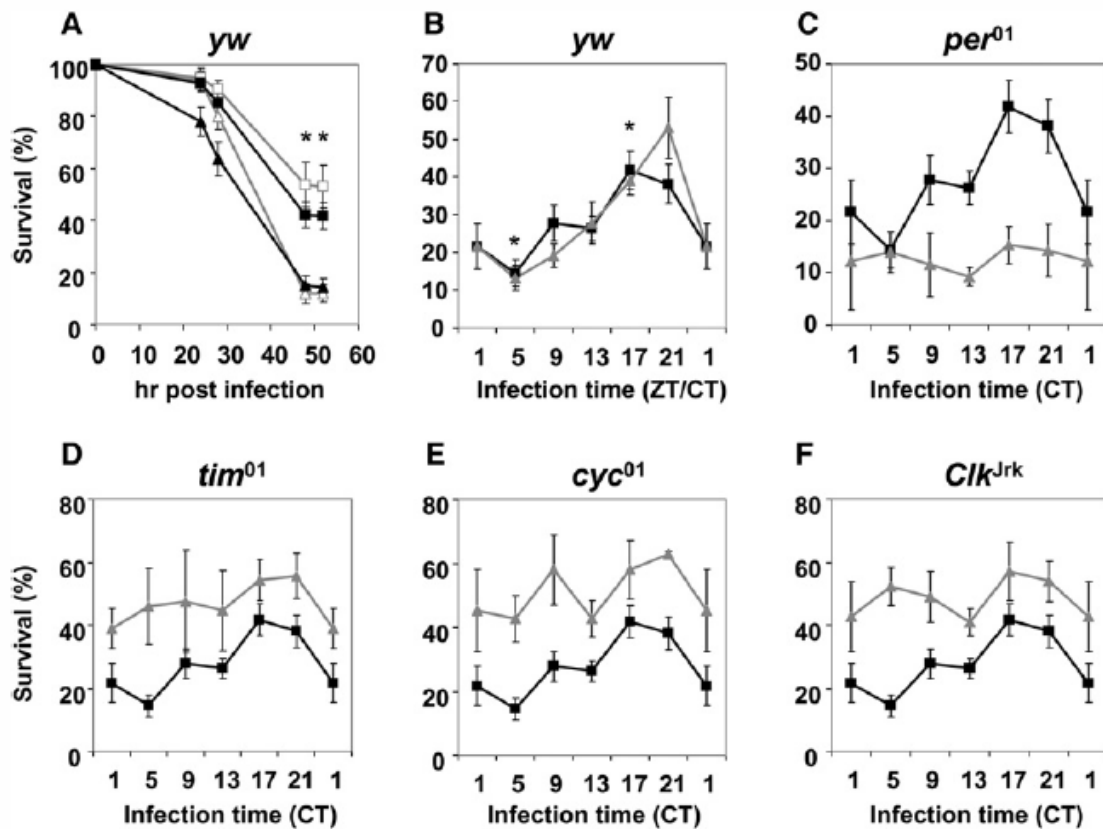 A
yw
Survival (%)
100
80
60
40
20
0
* *
0 10 20 30 40 50 60
hr post infection
B
yw
70
60
50
40
30
20
10
0
*
*
1 5 9 13 17 21 1
Infection time (ZT/CT)
C
per01
50
40
30
20
10
0
1 5 9 13 17 21 1
Infection time (CT)
D
tim01
Survival (%)
80
60
40
20
0
1 5 9 13 17 21 1
Infection time (CT)
E
cyc01
80
60
40
20
0
1 5 9 13 17 21 1
Infection time (CT)
F
ClkJrk
80
60
40
20
0
1 5 9 13 17 21 1
Infection time (CT)